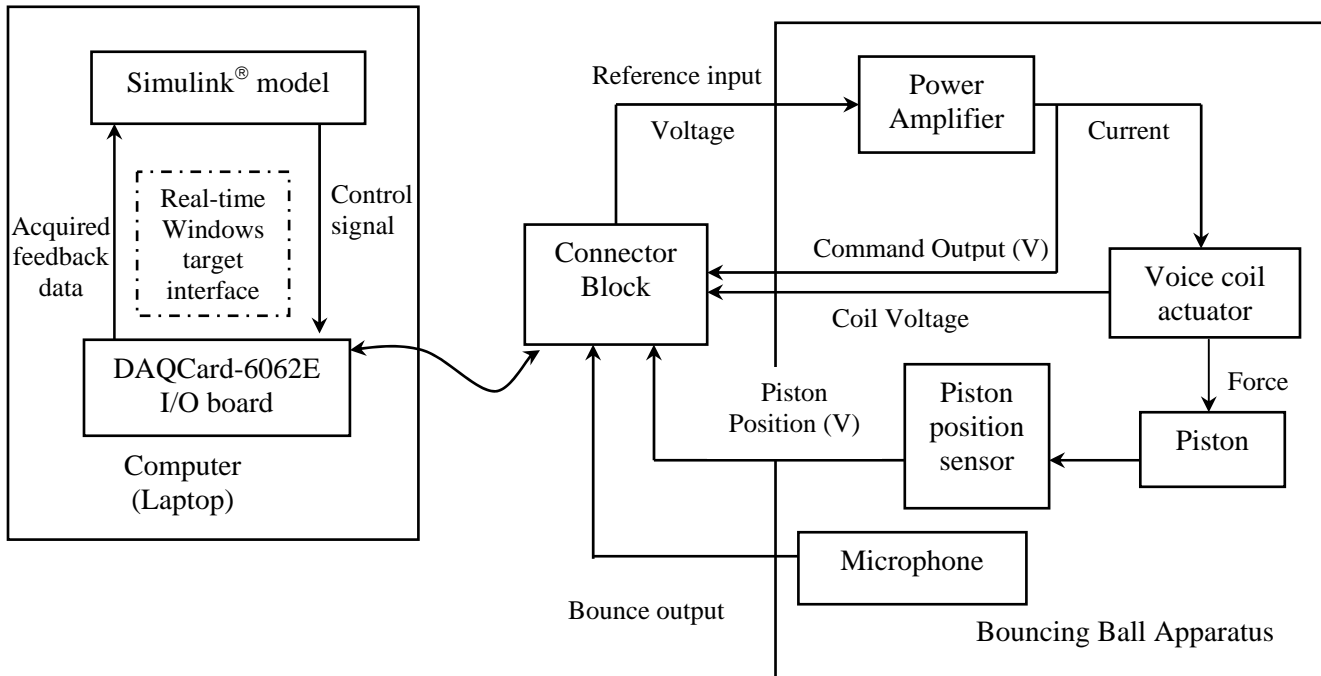 Simulink® model
Acquired
feedback
data
Real-time
Windows
target
interface
Control
signal
DAQCard-6062E
I/O board
Computer
(Laptop)
Reference input
Voltage
Connector
Block
Power
Amplifier
Current
Command Output (V)
Coil Voltage
Voice coil
actuator
Force
Piston
Position (V)
Piston
position
sensor
Piston
Microphone
Bounce output
Bouncing Ball Apparatus